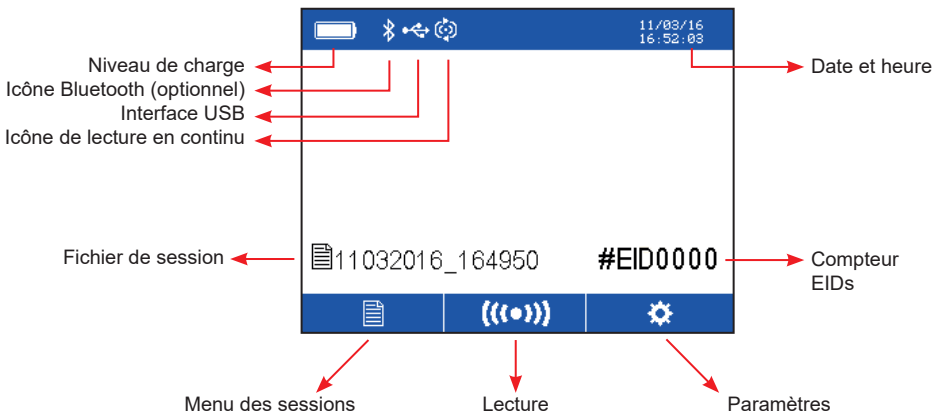 11/03/16
16:52:03
Niveau de charge
Date et heure
Icône Bluetooth (optionnel)
Interface USB
Icône de lecture en continu
Fichier de session
11032016_164950
#EID0000
Compteur
EIDs
Menu des sessions
Lecture
Paramètres